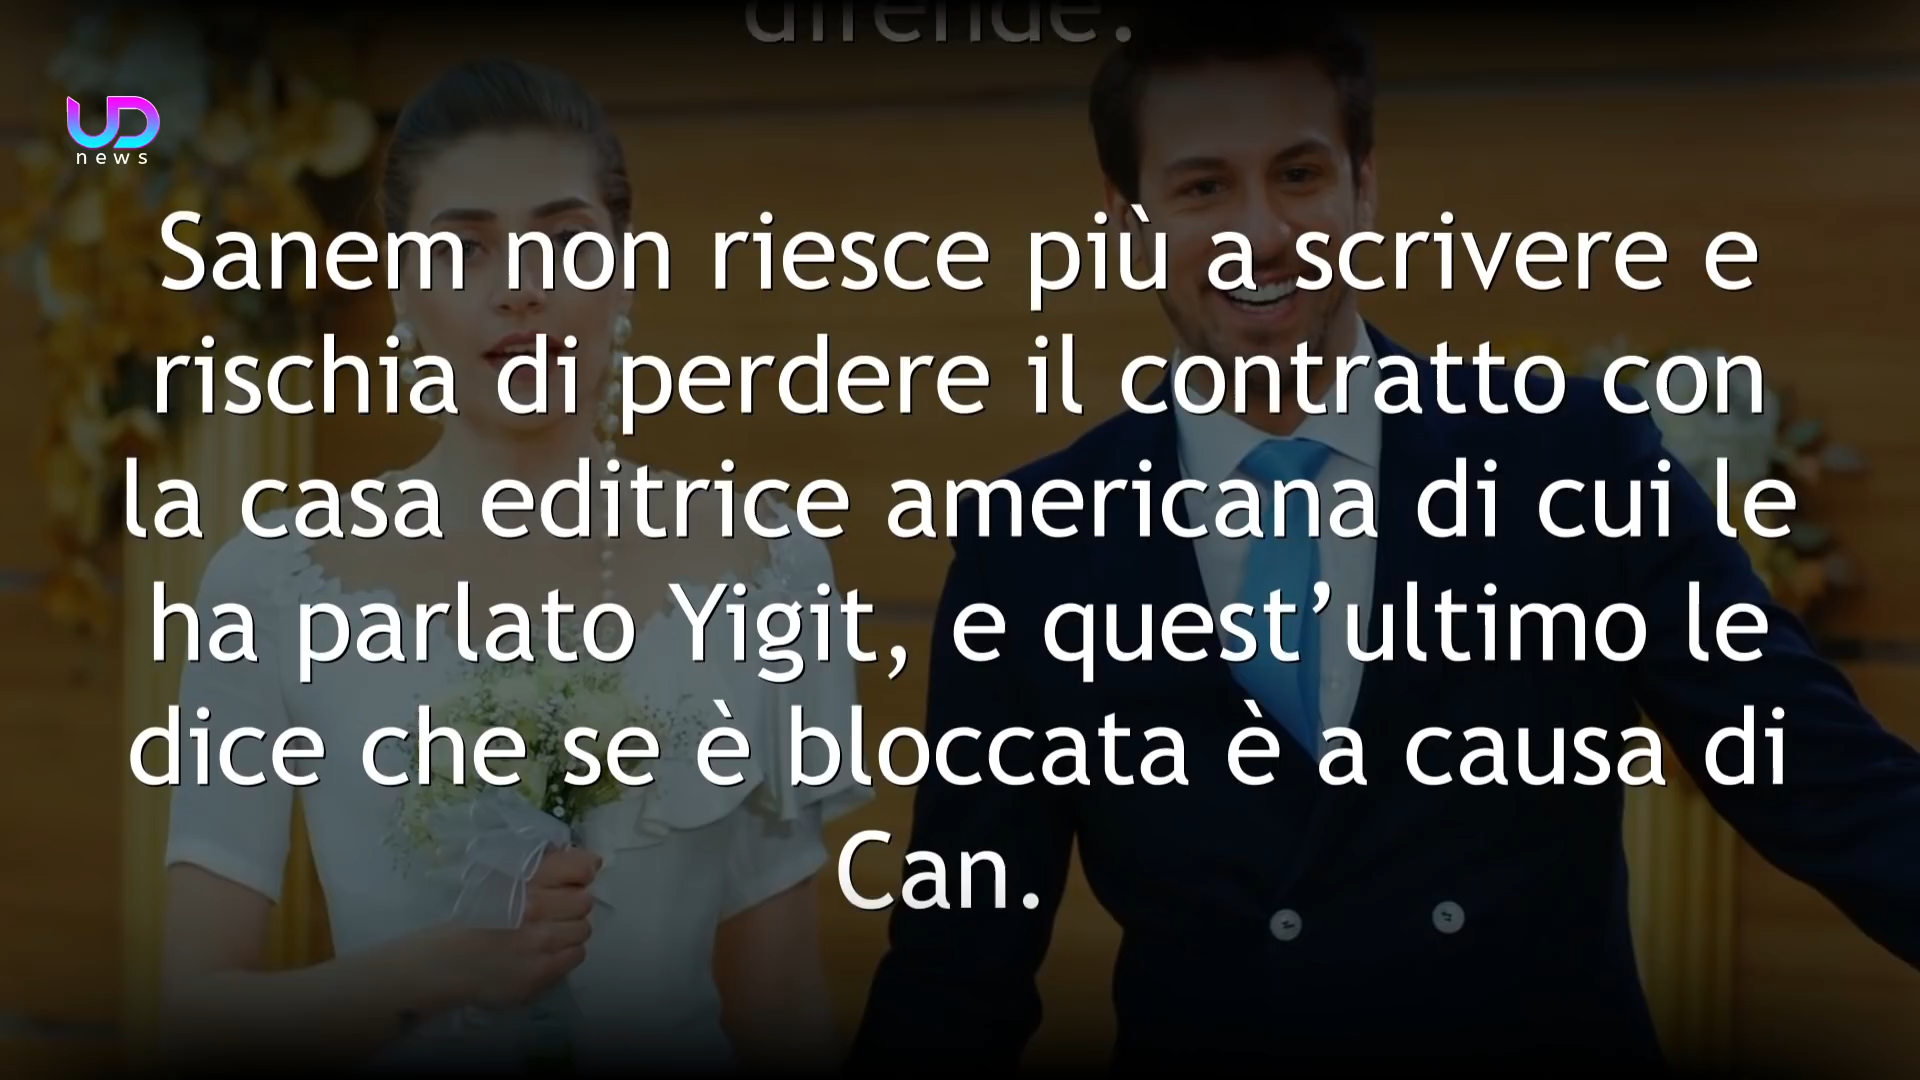 difende.
UD
news
Sanem non riesce più a scrivere e
rischia di perdere il contratto con
la casa editrice americana di cui le
ha parlato Yigit, e quest’ultimo le
dice che se è bloccata è a causa di
Can.